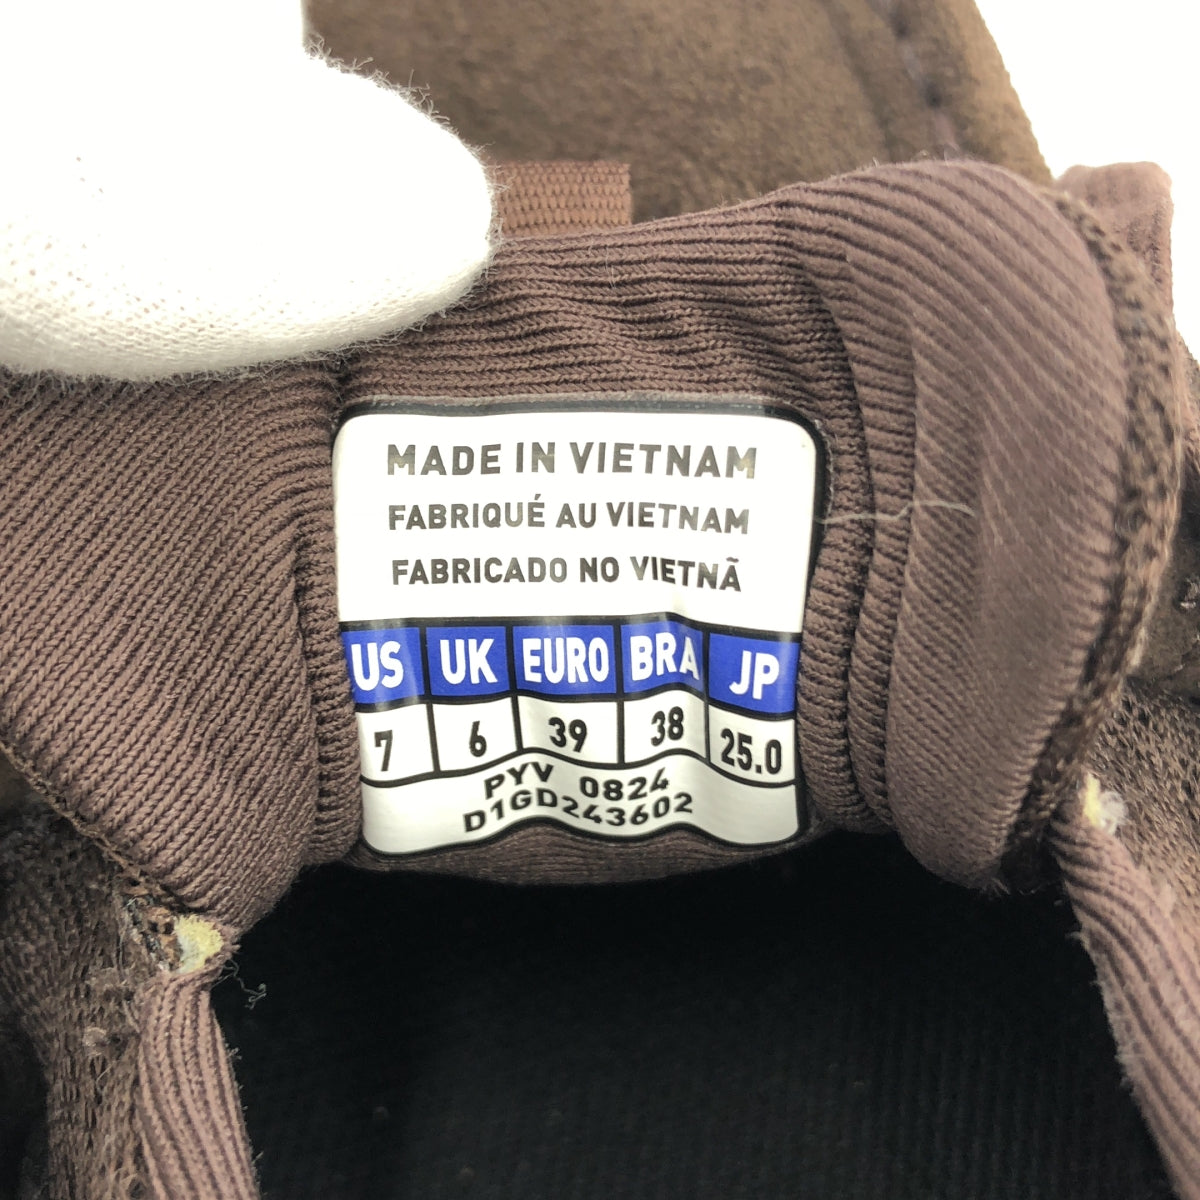 MADE IN VIETNAM
FABRIQUÉ AU VIETNAM
FABRICADO NO VIETNÃ
US UK EURO BRA JP
7 6 39 38 25.0
PYV 0824
D1GD243602